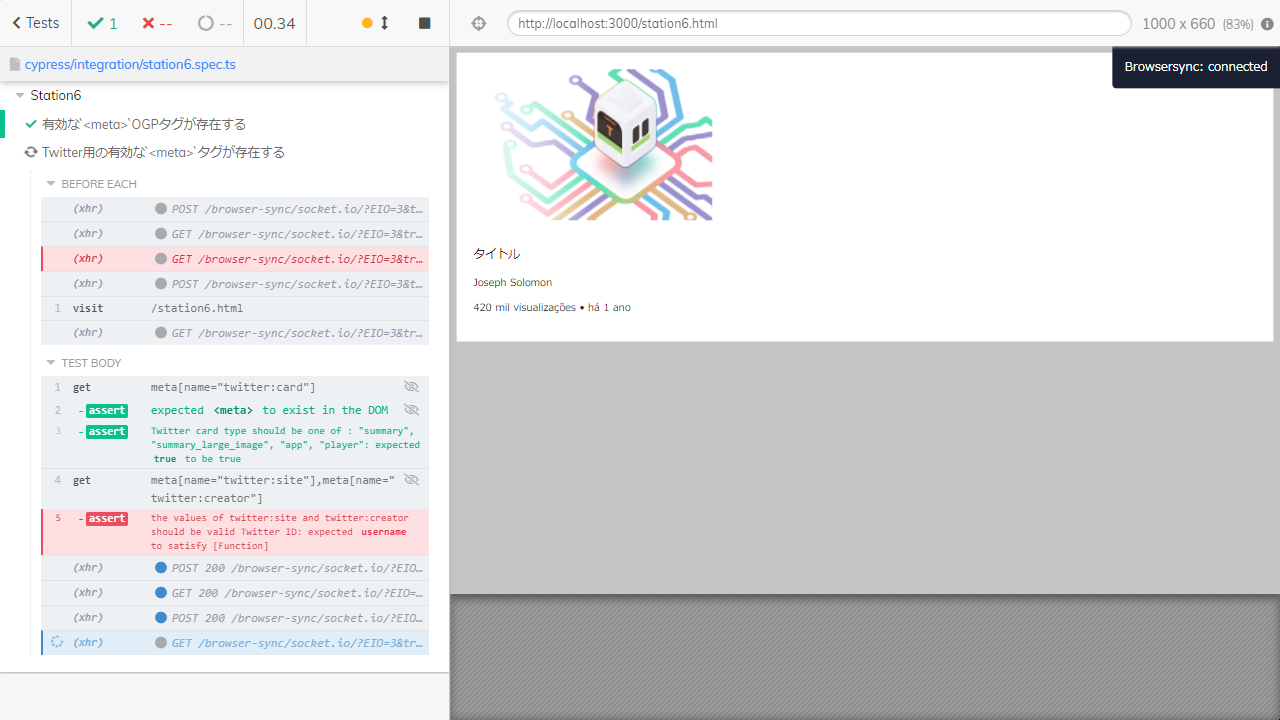 Tests
1
--
--
00.34
http://localhost:3000/station6.html
1000 x 660 (83%)
cypress/integration/station6.spec.ts
Browsersync: connected
Station6
有効な`<meta>`OGPタグが存在する
Twitter用の有効な`<meta>`タグが存在する
BEFORE EACH
(xhr) POST /browser-sync/socket.io/?EIO=3&t…
(xhr) GET /browser-sync/socket.io/?EIO=3&tr…
(xhr) GET /browser-sync/socket.io/?EIO=3&tr…
(xhr) POST /browser-sync/socket.io/?EIO=3&t…
1 visit /station6.html
(xhr) GET /browser-sync/socket.io/?EIO=3&tr…
TEST BODY
1 get meta[name="twitter:card"]
2 -assert expected <meta> to exist in the DOM
3 -assert Twitter card type should be one of : "summary",
"summary_large_image", "app", "player": expected
true to be true
4 get meta[name="twitter:site"],meta[name="
twitter:creator"]
5 -assert the values of twitter:site and twitter:creator
should be valid Twitter ID: expected username
to satisfy [Function]
(xhr) POST 200 /browser-sync/socket.io/?EIO…
(xhr) GET 200 /browser-sync/socket.io/?EIO=…
(xhr) POST 200 /browser-sync/socket.io/?EIO…
(xhr) GET /browser-sync/socket.io/?EIO=3&tr…
T
タイトル
Joseph Solomon
420 mil visualizações • há 1 ano